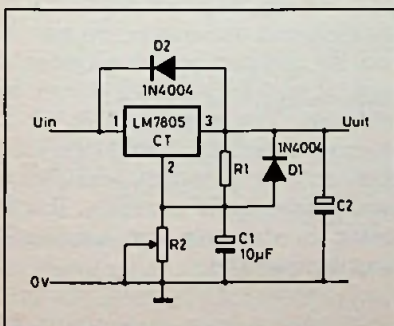 D2
1N4004
Uin
1
LM7805
CT
3
Uuit
2
R1
1N4004
D1
C2
R2
C1
10µF
0V